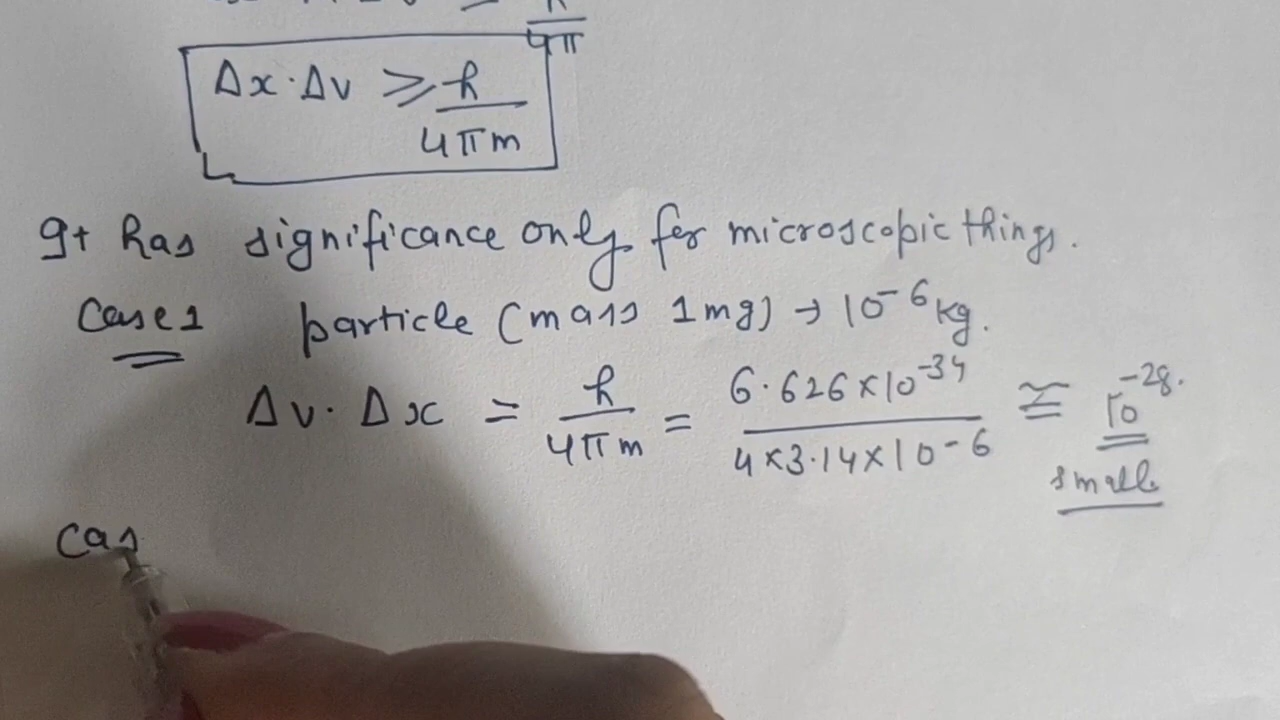 h
4π
Δx·Δv ≥ h
4πm
It has significance only for microscopic things.
Case 1 particle (mass 1mg) → 10⁻⁶ kg.
Δv·Δx = h/4πm = 6.626×10⁻³⁴/4×3.14×10⁻⁶ ≅ 10⁻²⁸.
small
Cas